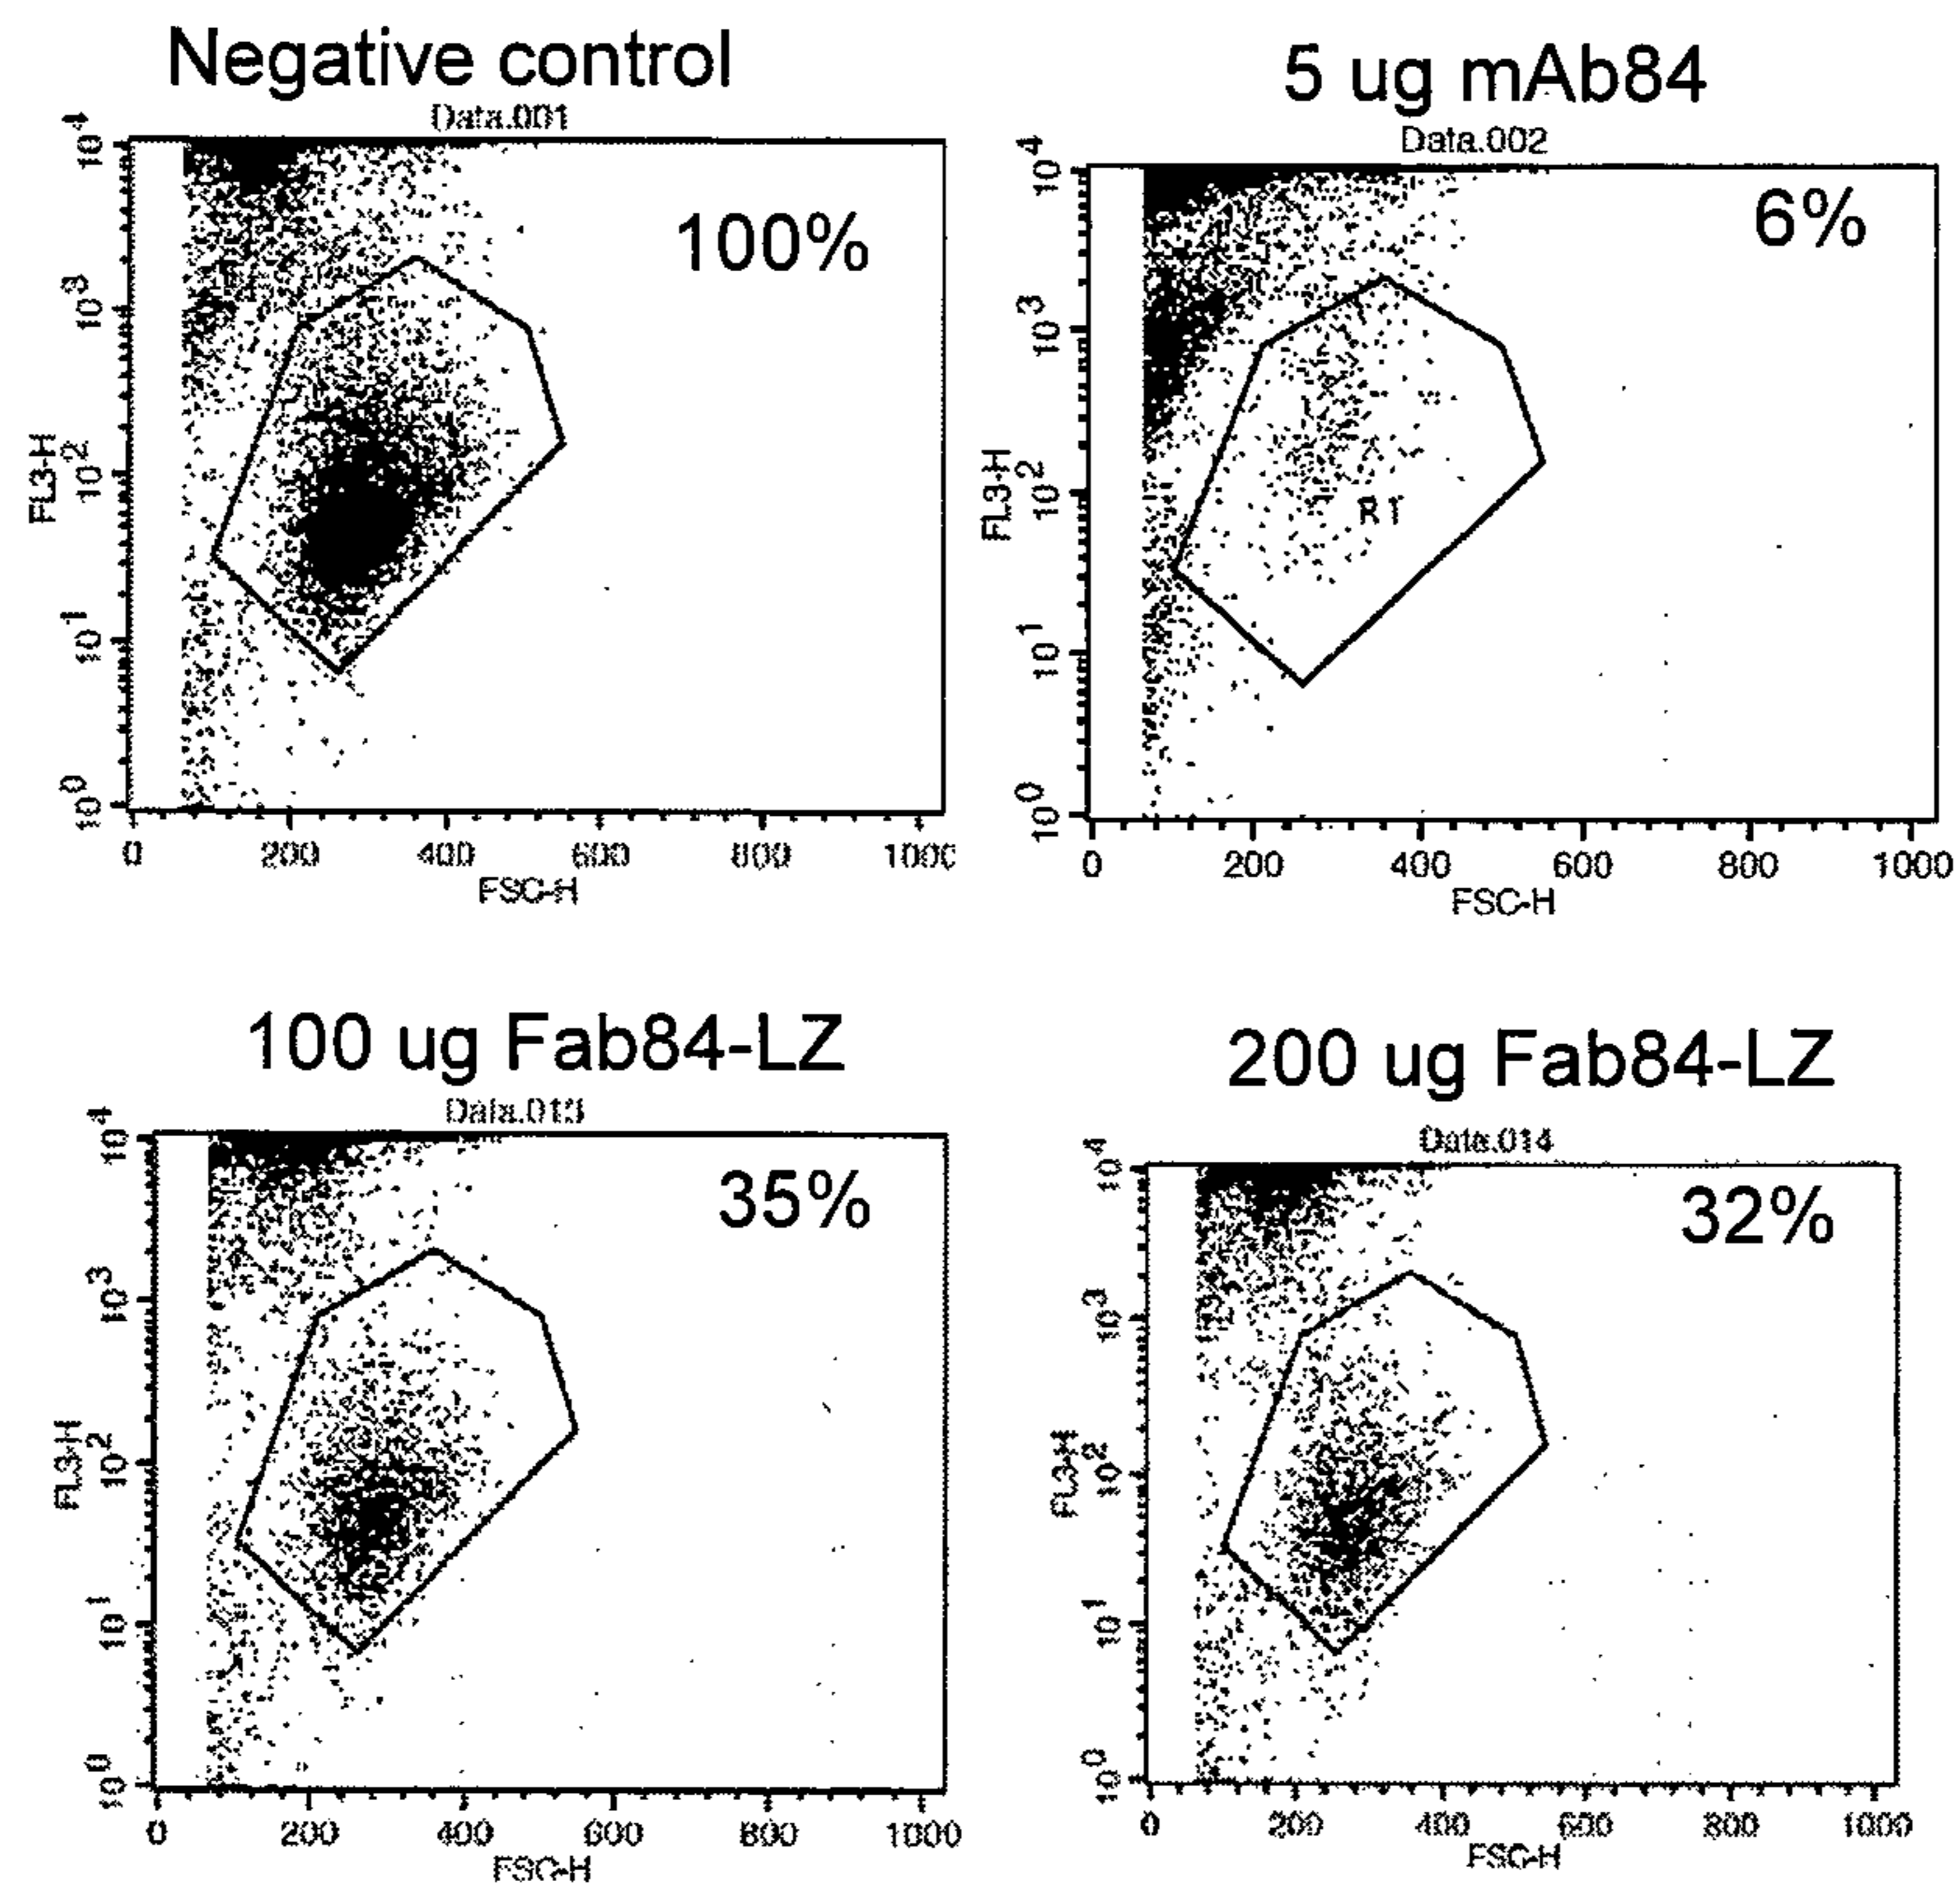 Negative control
Data.001
100%
10^4
10^3
10^2
10^1
10^0
FL3-H
0 200 400 600 800 1000
FSC-H
5 ug mAb84
Data.002
6%
R1
10^4
10^3
10^2
10^1
10^0
FL3-H
0 200 400 600 800 1000
FSC-H
100 ug Fab84-LZ
Data.013
35%
10^4
10^3
10^2
10^1
10^0
FL3-H
0 200 400 600 800 1000
FSC-H
200 ug Fab84-LZ
Data.014
32%
10^4
10^3
10^2
10^1
10^0
FL3-H
0 200 400 600 800 1000
FSC-H